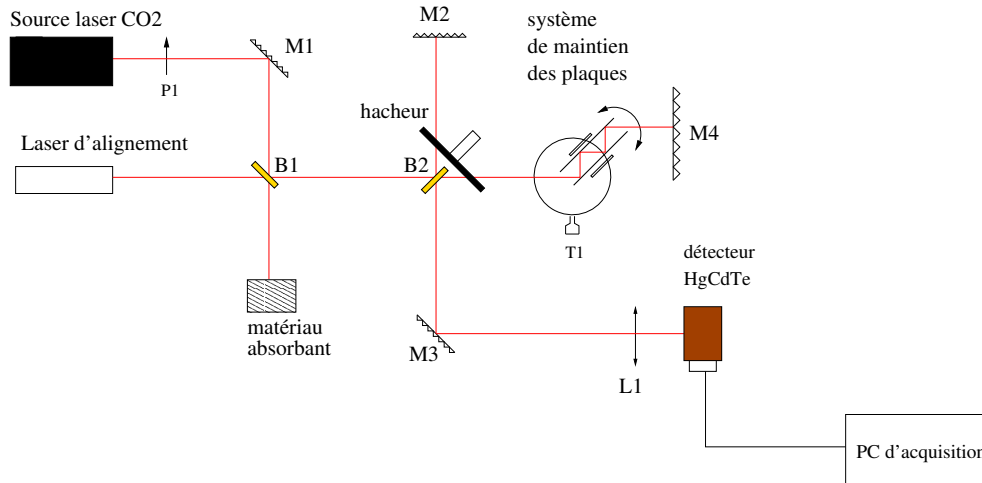 Source laser CO2
P1
M1
M2
système
de maintien
des plaques
hacheur
M4
Laser d'alignement
B1
B2
T1
détecteur
HgCdTe
matériau
absorbant
M3
L1
PC d'acquisition